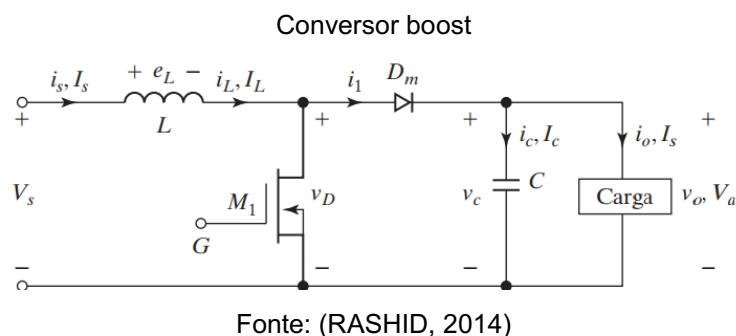 Conversor boost
i_s, I_s + e_L − i_L, I_L i_1 D_m
L
+ + + +
i_c, I_c i_o, I_s
V_s M_1 v_D v_c C Carga v_o, V_a
G
− − − −
Fonte: (RASHID, 2014)